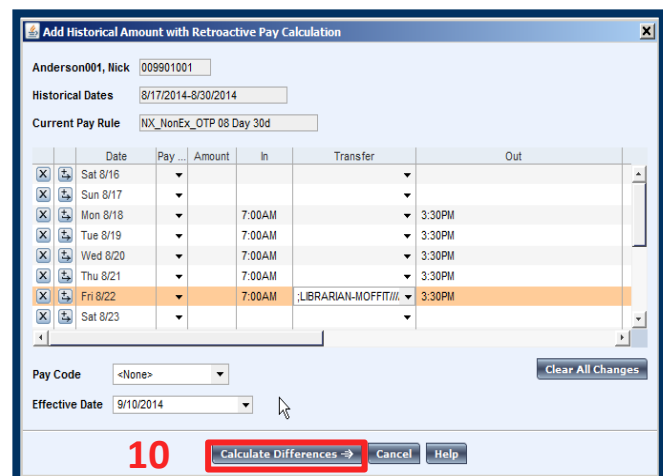 Add Historical Amount with Retroactive Pay Calculation X
Anderson001, Nick 009901001
Historical Dates 8/17/2014-8/30/2014
Current Pay Rule NX_NonEx_OTP 08 Day 30d
Date Pay ... Amount In Transfer Out
X Sat 8/16
X Sun 8/17
X Mon 8/18 7:00AM 3:30PM
X Tue 8/19 7:00AM 3:30PM
X Wed 8/20 7:00AM 3:30PM
X Thu 8/21 7:00AM 3:30PM
X Fri 8/22 7:00AM ;LIBRARIAN-MOFFIT///. 3:30PM
X Sat 8/23
Pay Code <None> Clear All Changes
Effective Date 9/10/2014
10 Calculate Differences Cancel Help